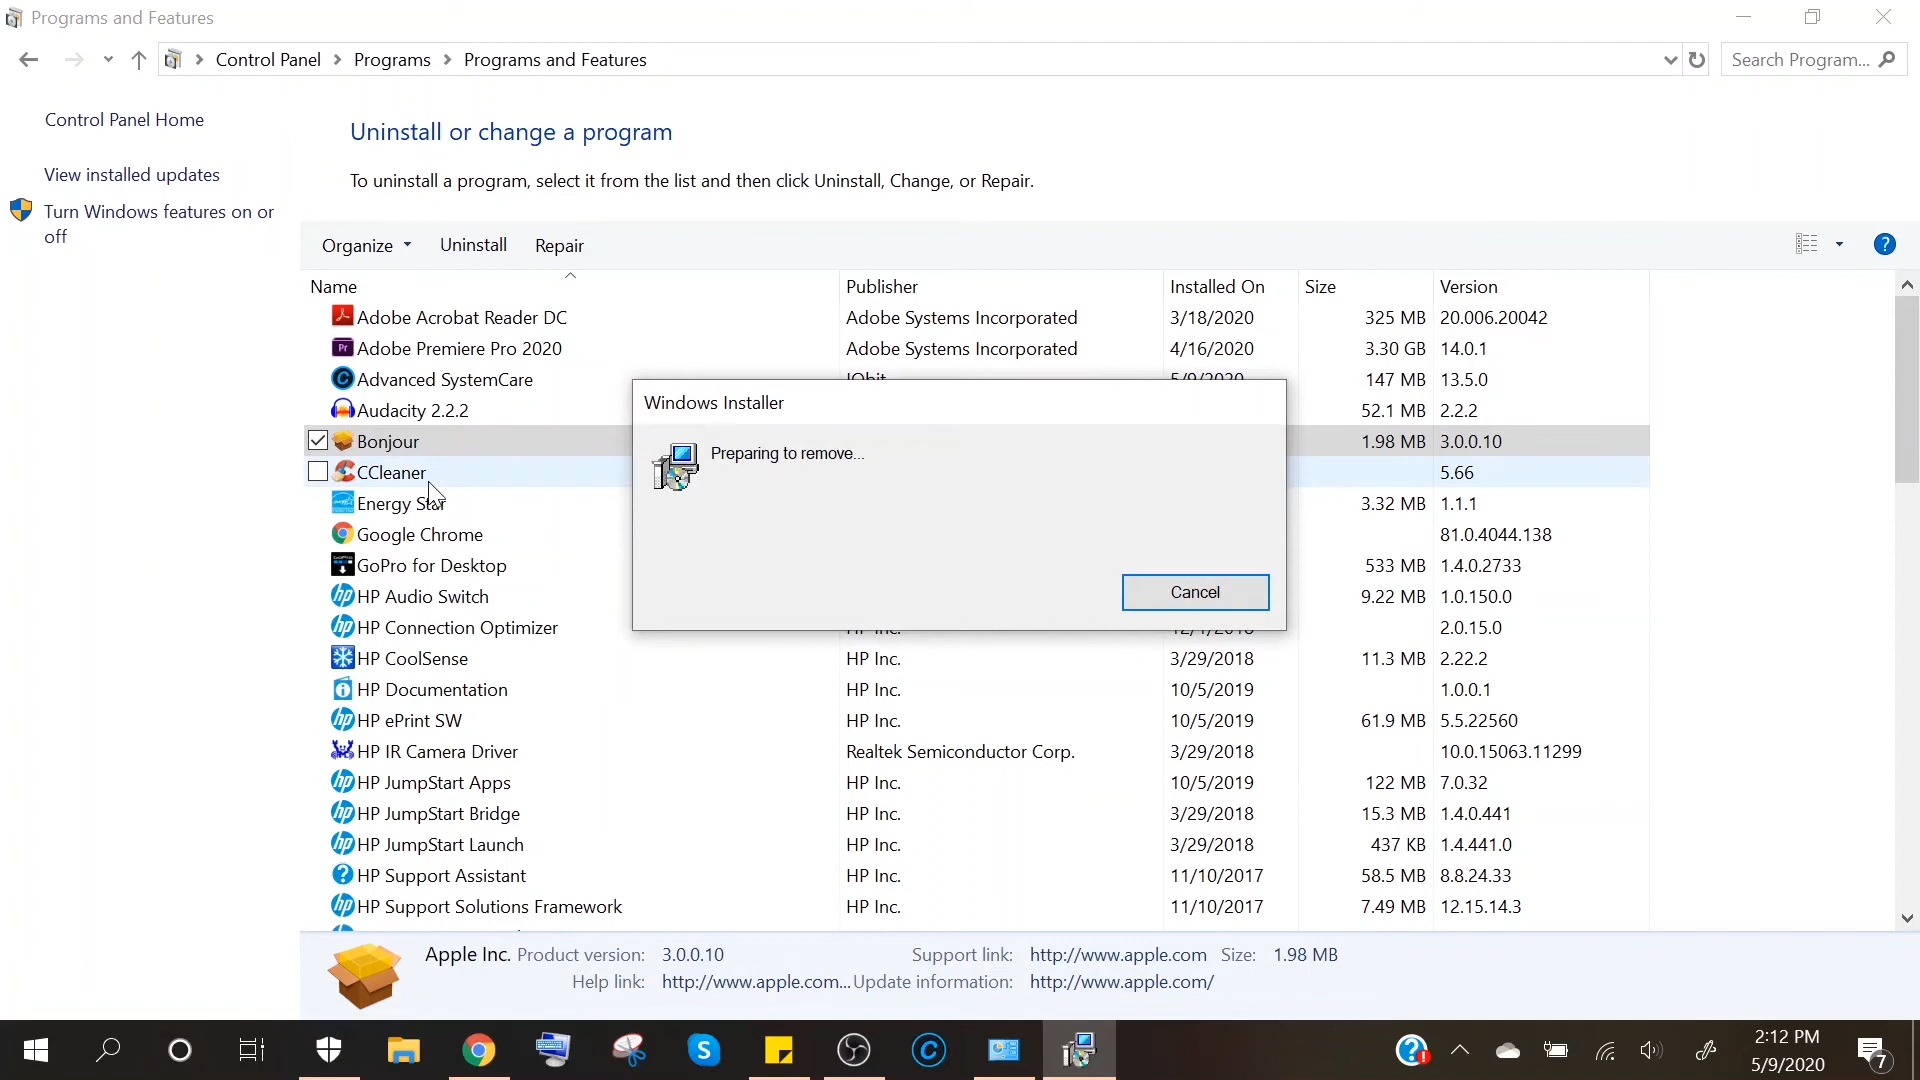 Programs and Features
Control Panel Programs Programs and Features
Search Program...
Control Panel Home
View installed updates
Turn Windows features on or
off
Uninstall or change a program
To uninstall a program, select it from the list and then click Uninstall, Change, or Repair.
Organize Uninstall Repair
?
Name Publisher Installed On Size Version
Adobe Acrobat Reader DC Adobe Systems Incorporated 3/18/2020 325 MB 20.006.20042
Pr Adobe Premiere Pro 2020 Adobe Systems Incorporated 4/16/2020 3.30 GB 14.0.1
Advanced SystemCare IObit 5/9/2020 147 MB 13.5.0
Audacity 2.2.2 52.1 MB 2.2.2
Bonjour 1.98 MB 3.0.0.10
CCleaner 5.66
Energy Star 3.32 MB 1.1.1
Google Chrome 81.0.4044.138
GoPro for Desktop 533 MB 1.4.0.2733
hp HP Audio Switch 9.22 MB 1.0.150.0
hp HP Connection Optimizer HP Inc. 12/1/2018 2.0.15.0
HP CoolSense HP Inc. 3/29/2018 11.3 MB 2.22.2
HP Documentation HP Inc. 10/5/2019 1.0.0.1
hp HP ePrint SW HP Inc. 10/5/2019 61.9 MB 5.5.22560
HP IR Camera Driver Realtek Semiconductor Corp. 3/29/2018 10.0.15063.11299
hp HP JumpStart Apps HP Inc. 10/5/2019 122 MB 7.0.32
hp HP JumpStart Bridge HP Inc. 3/29/2018 15.3 MB 1.4.0.441
hp HP JumpStart Launch HP Inc. 3/29/2018 437 KB 1.4.441.0
? HP Support Assistant HP Inc. 11/10/2017 58.5 MB 8.8.24.33
hp HP Support Solutions Framework HP Inc. 11/10/2017 7.49 MB 12.15.14.3
Windows Installer
Preparing to remove...
Cancel
Apple Inc. Product version: 3.0.0.10 Support link: http://www.apple.com Size: 1.98 MB
Help link: http://www.apple.com... Update information: http://www.apple.com/
2:12 PM
5/9/2020
7